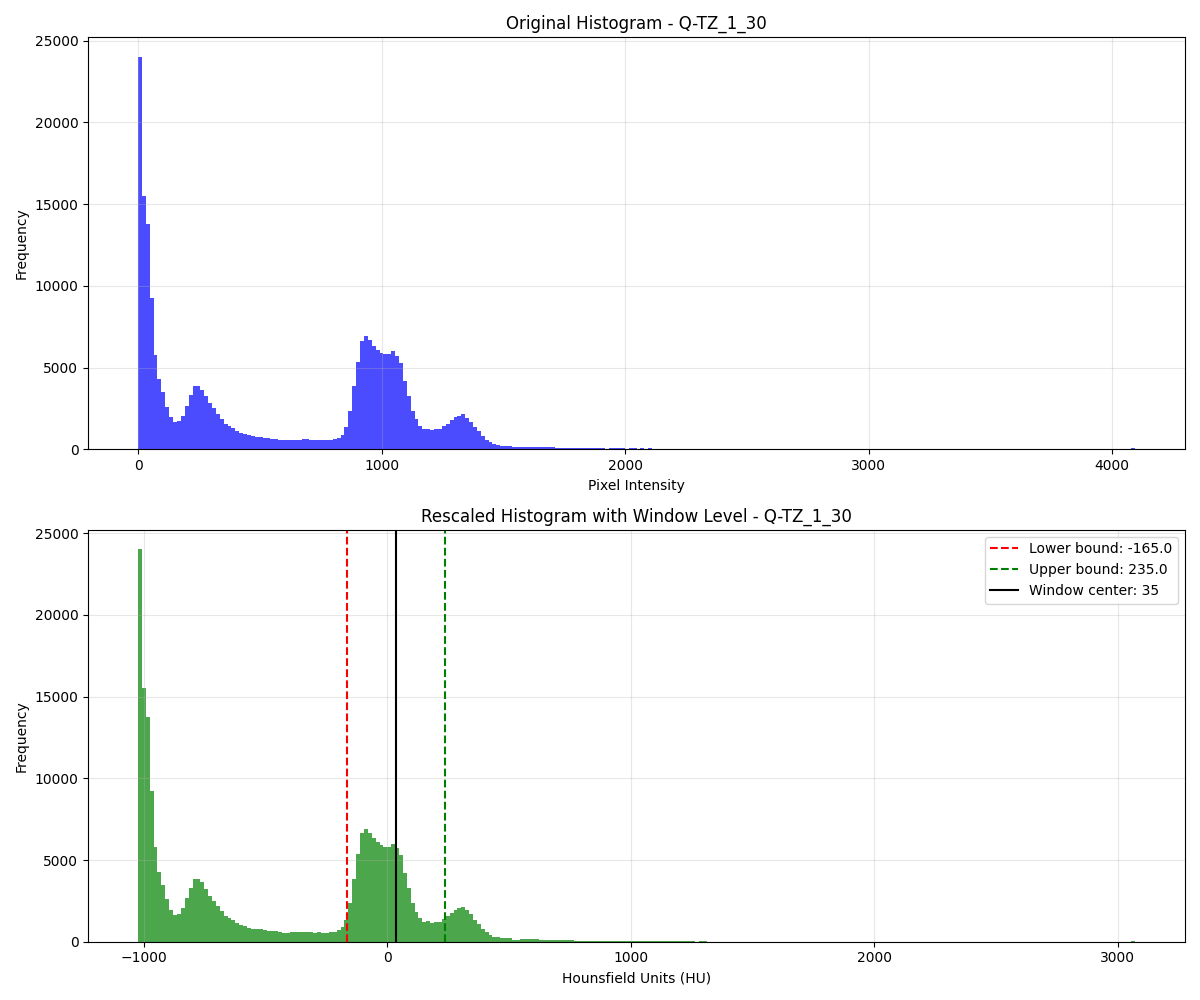 Original Histogram - Q-TZ_1_30
25000
20000
15000
10000
5000
0
Frequency
0 1000 2000 3000 4000
Pixel Intensity
Rescaled Histogram with Window Level - Q-TZ_1_30
25000
20000
15000
10000
5000
0
Frequency
Lower bound: -165.0
Upper bound: 235.0
Window center: 35
−1000 0 1000 2000 3000
Hounsfield Units (HU)